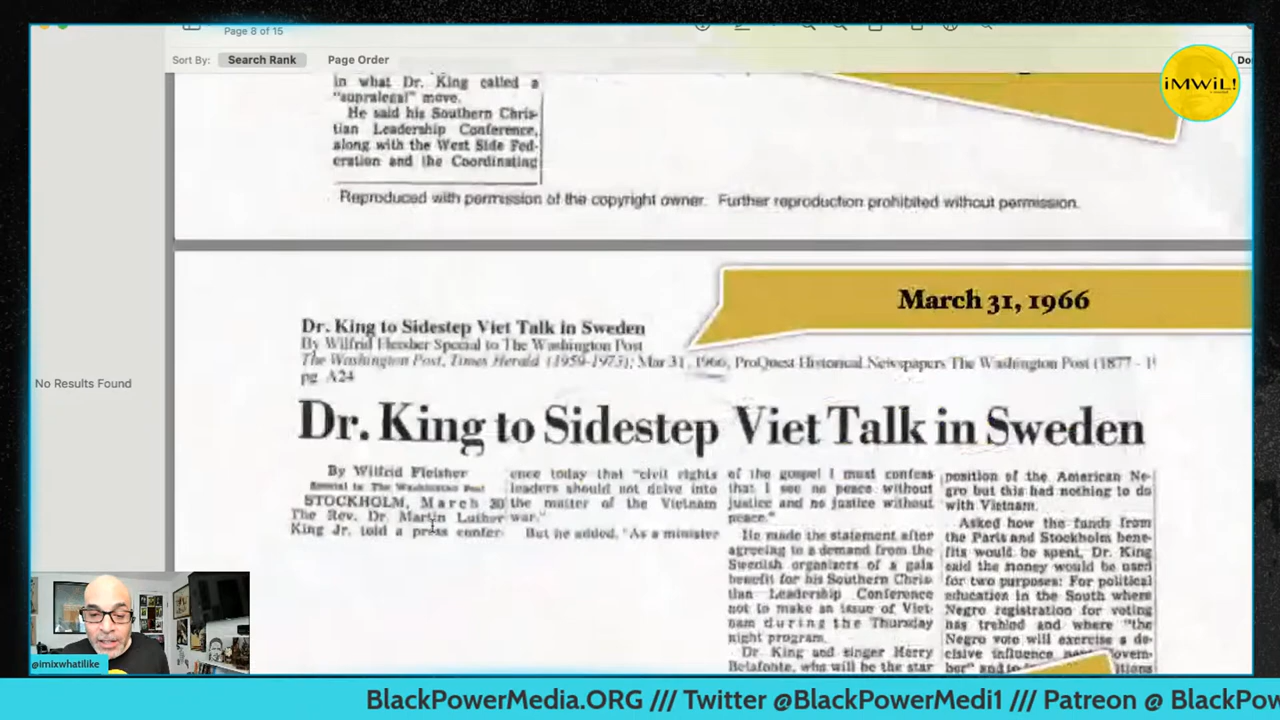 Page 8 of 15
Sort By: Search Rank Page Order
Do
iMWiL!
in what Dr. King called a
"supralegal" move.
He said his Southern Chris-
tian Leadership Conference,
along with the West Side Fed-
eration and the Coordinating
Reproduced with permission of the copyright owner. Further reproduction prohibited without permission.
March 31, 1966
Dr. King to Sidestep Viet Talk in Sweden
By Wilfrid Fleisher Special to The Washington Post
The Washington Post, Times Herald (1959-1973); Mar 31, 1966; ProQuest Historical Newspapers The Washington Post (1877 - 1
pg. A24
No Results Found
Dr. King to Sidestep Viet Talk in Sweden
By Wilfrid Fleisher
Special to The Washington Post
STOCKHOLM, March 30
The Rev. Dr. Martin Luther
King Jr. told a press confer-
ence today that "civil rights
leaders should not delve into
the matter of the Vietnam
war."
But he added, "As a minister
of the gospel I must confess
that I see no peace without
justice and no justice without
peace."
He made the statement after
agreeing to a demand from the
Swedish organizers of a gala
benefit for his Southern Chris-
tian Leadership Conference
not to make an issue of Viet-
nam during the Thursday
night program.
Dr. King and singer Harry
Belafonte, who will be the star
position of the American Ne-
gro but this had nothing to do
with Vietnam.
Asked how the funds from
the Paris and Stockholm bene-
fits would be spent, Dr. King
said the money would be used
for two purposes: For political
education in the South where
Negro registration for voting
has trebled and where "the
Negro vote will exercise a de-
cisive influence
@imixwhatilike
BlackPowerMedia.ORG /// Twitter @BlackPowerMedi1 /// Patreon @ BlackPow